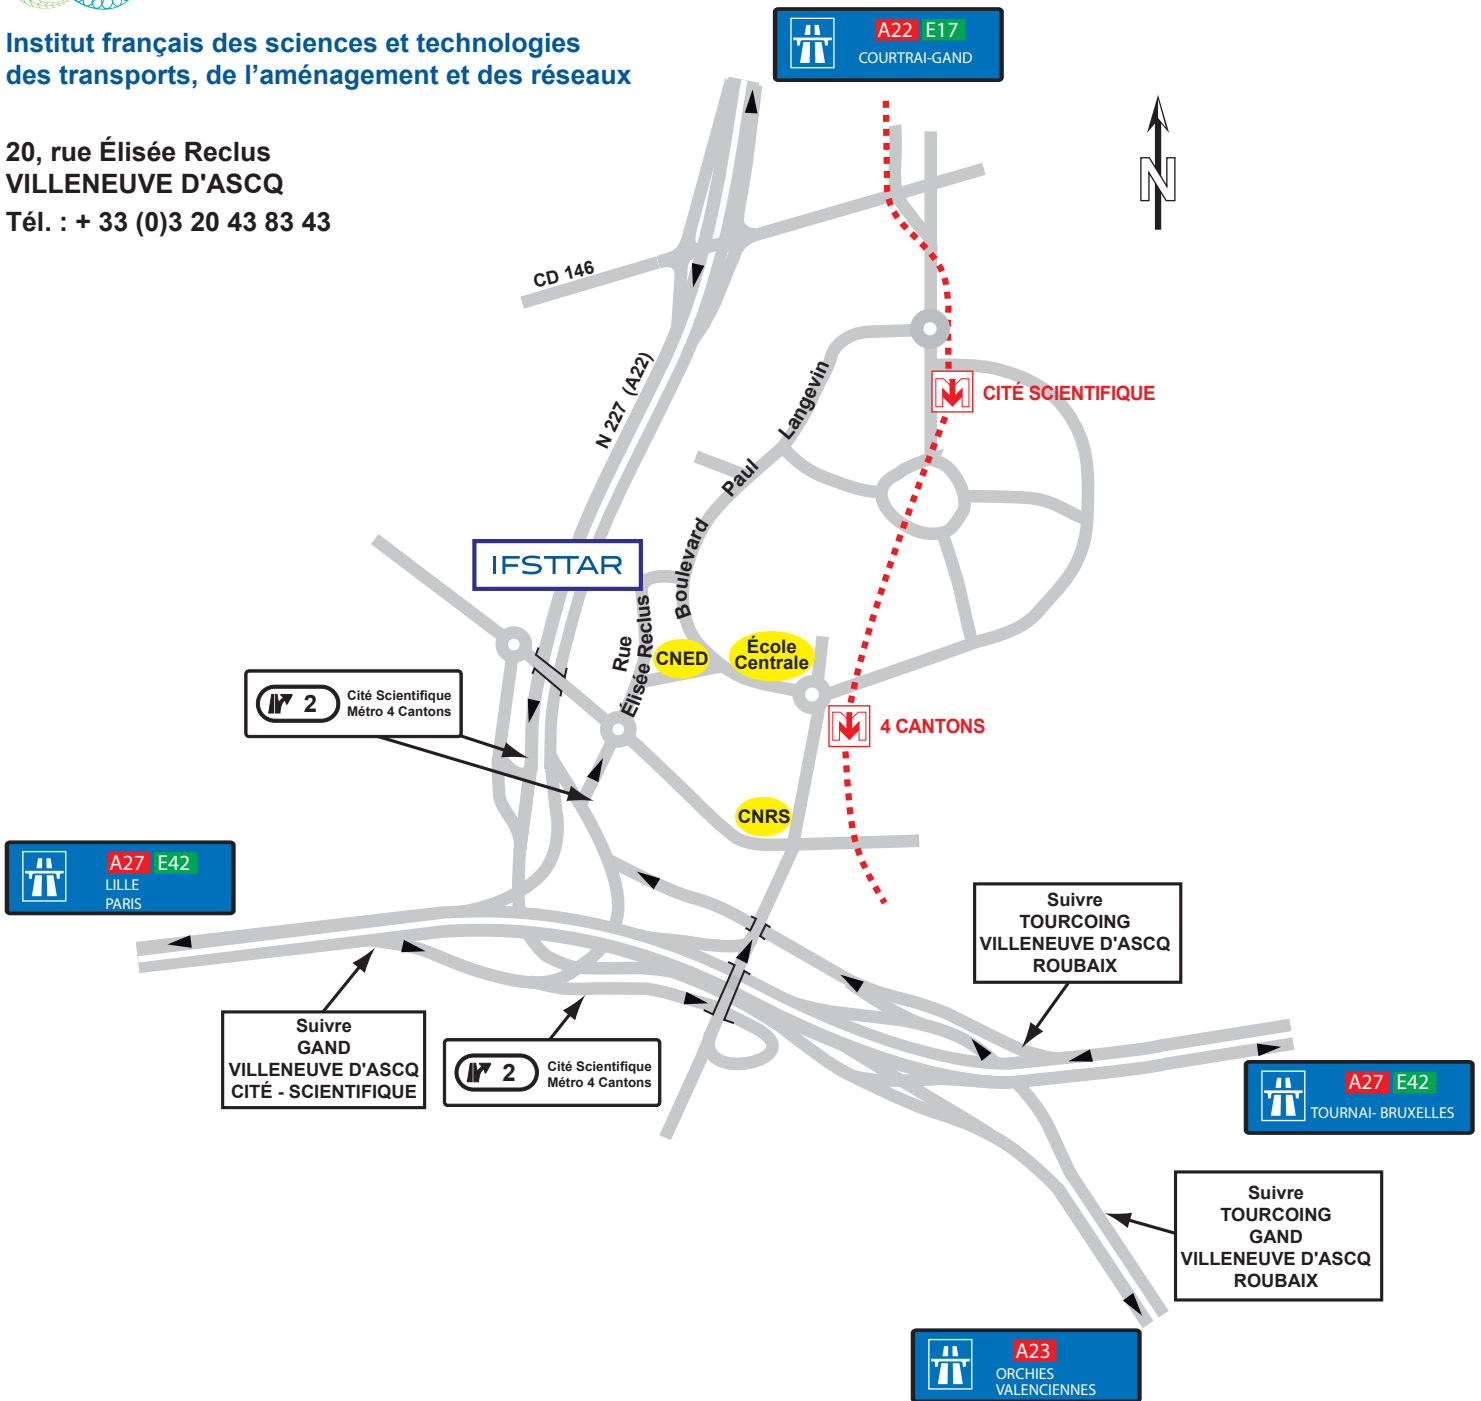 Institut français des sciences et technologies
des transports, de l'aménagement et des réseaux
20, rue Élisée Reclus
VILLENEUVE D'ASCQ
Tél. : + 33 (0)3 20 43 83 43
A22 E17
COURTRAI-GAND
N
CD 146
N 227 (A22)
Boulevard Paul Langevin
CITÉ SCIENTIFIQUE
IFSTTAR
Rue
Élisée Reclus
CNED
École
Centrale
2
Cité Scientifique
Métro 4 Cantons
4 CANTONS
CNRS
A27 E42
LILLE
PARIS
Suivre
TOURCOING
VILLENEUVE D'ASCQ
ROUBAIX
Suivre
GAND
VILLENEUVE D'ASCQ
CITÉ - SCIENTIFIQUE
2
Cité Scientifique
Métro 4 Cantons
A27 E42
TOURNAI- BRUXELLES
Suivre
TOURCOING
GAND
VILLENEUVE D'ASCQ
ROUBAIX
A23
ORCHIES
VALENCIENNES